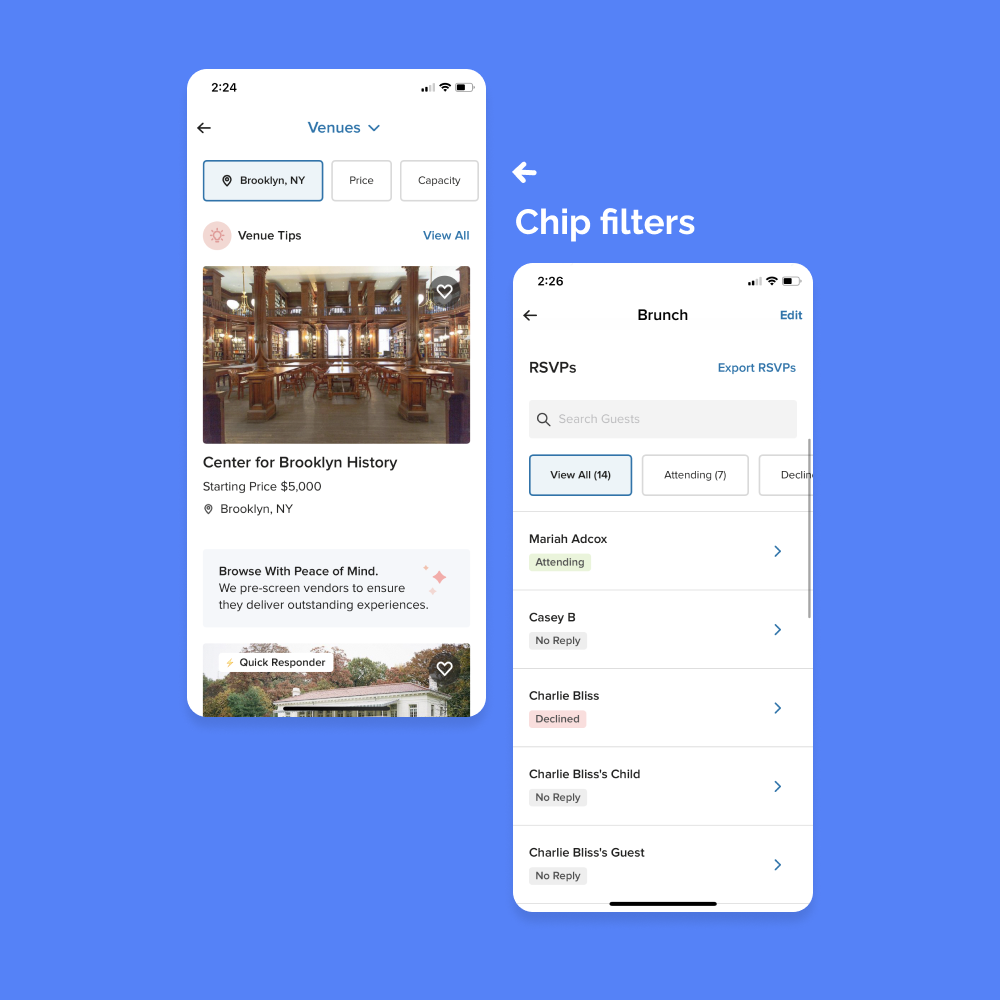 2:24
Venues
Brooklyn, NY
Price
Capacity
Venue Tips
View All
Center for Brooklyn History
Starting Price $5,000
Brooklyn, NY
Browse With Peace of Mind.
We pre-screen vendors to ensure
they deliver outstanding experiences.
Quick Responder
Chip filters
2:26
Brunch
Edit
RSVPs
Export RSVPs
Search Guests
View All (14)
Attending (7)
Declin
Mariah Adcox
Attending
Casey B
No Reply
Charlie Bliss
Declined
Charlie Bliss's Child
No Reply
Charlie Bliss's Guest
No Reply